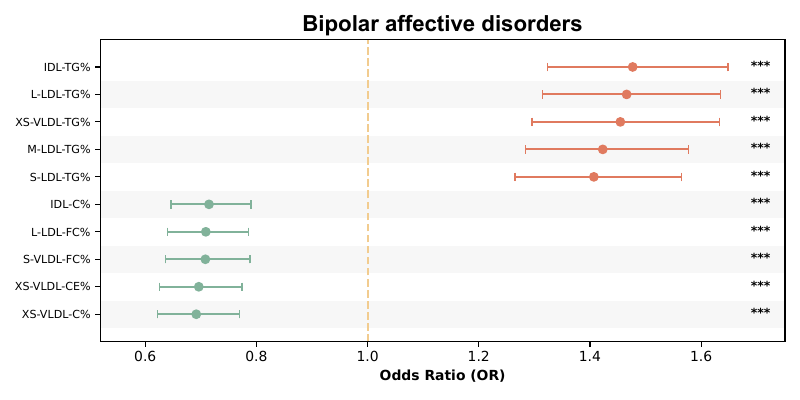 Bipolar affective disorders
IDL-TG% ***
L-LDL-TG% ***
XS-VLDL-TG% ***
M-LDL-TG% ***
S-LDL-TG% ***
IDL-C% ***
L-LDL-FC% ***
S-VLDL-FC% ***
XS-VLDL-CE% ***
XS-VLDL-C% ***
0.6 0.8 1.0 1.2 1.4 1.6
Odds Ratio (OR)